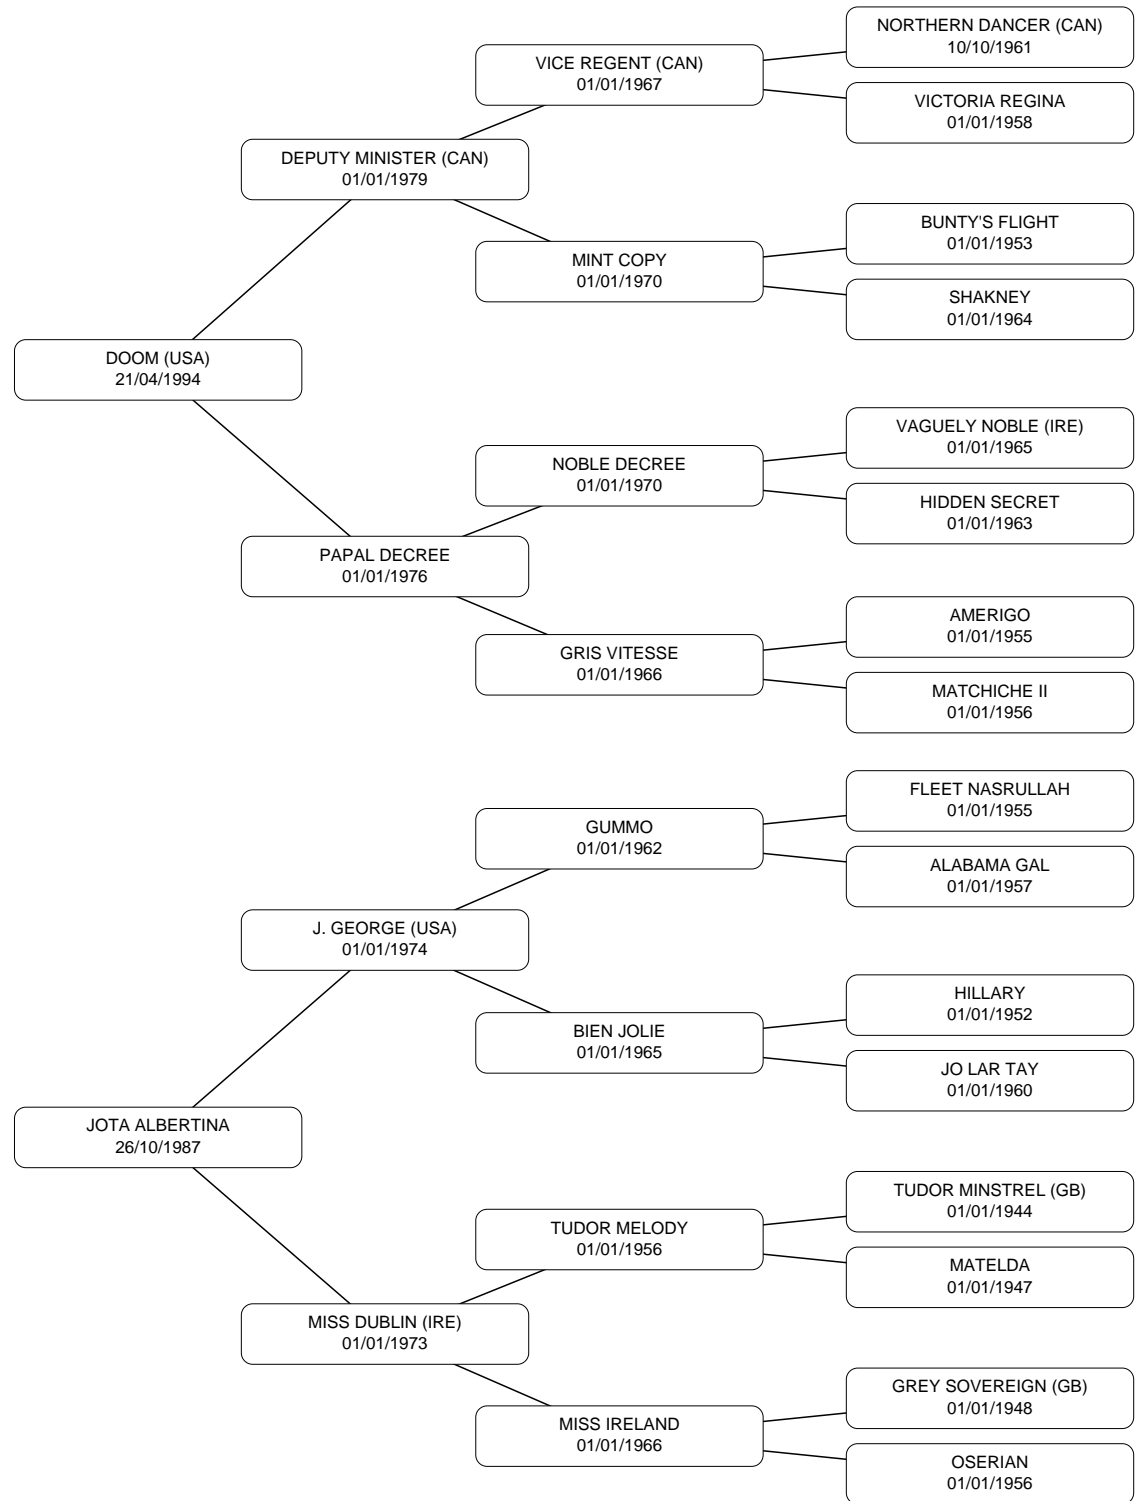 NORTHERN DANCER (CAN)
10/10/1961
VICE REGENT (CAN)
01/01/1967
VICTORIA REGINA
01/01/1958
DEPUTY MINISTER (CAN)
01/01/1979
BUNTY'S FLIGHT
01/01/1953
MINT COPY
01/01/1970
SHAKNEY
01/01/1964
DOOM (USA)
21/04/1994
VAGUELY NOBLE (IRE)
01/01/1965
NOBLE DECREE
01/01/1970
HIDDEN SECRET
01/01/1963
PAPAL DECREE
01/01/1976
AMERIGO
01/01/1955
GRIS VITESSE
01/01/1966
MATCHICHE II
01/01/1956
FLEET NASRULLAH
01/01/1955
GUMMO
01/01/1962
ALABAMA GAL
01/01/1957
J. GEORGE (USA)
01/01/1974
HILLARY
01/01/1952
BIEN JOLIE
01/01/1965
JO LAR TAY
01/01/1960
JOTA ALBERTINA
26/10/1987
TUDOR MINSTREL (GB)
01/01/1944
TUDOR MELODY
01/01/1956
MATELDA
01/01/1947
MISS DUBLIN (IRE)
01/01/1973
GREY SOVEREIGN (GB)
01/01/1948
MISS IRELAND
01/01/1966
OSERIAN
01/01/1956